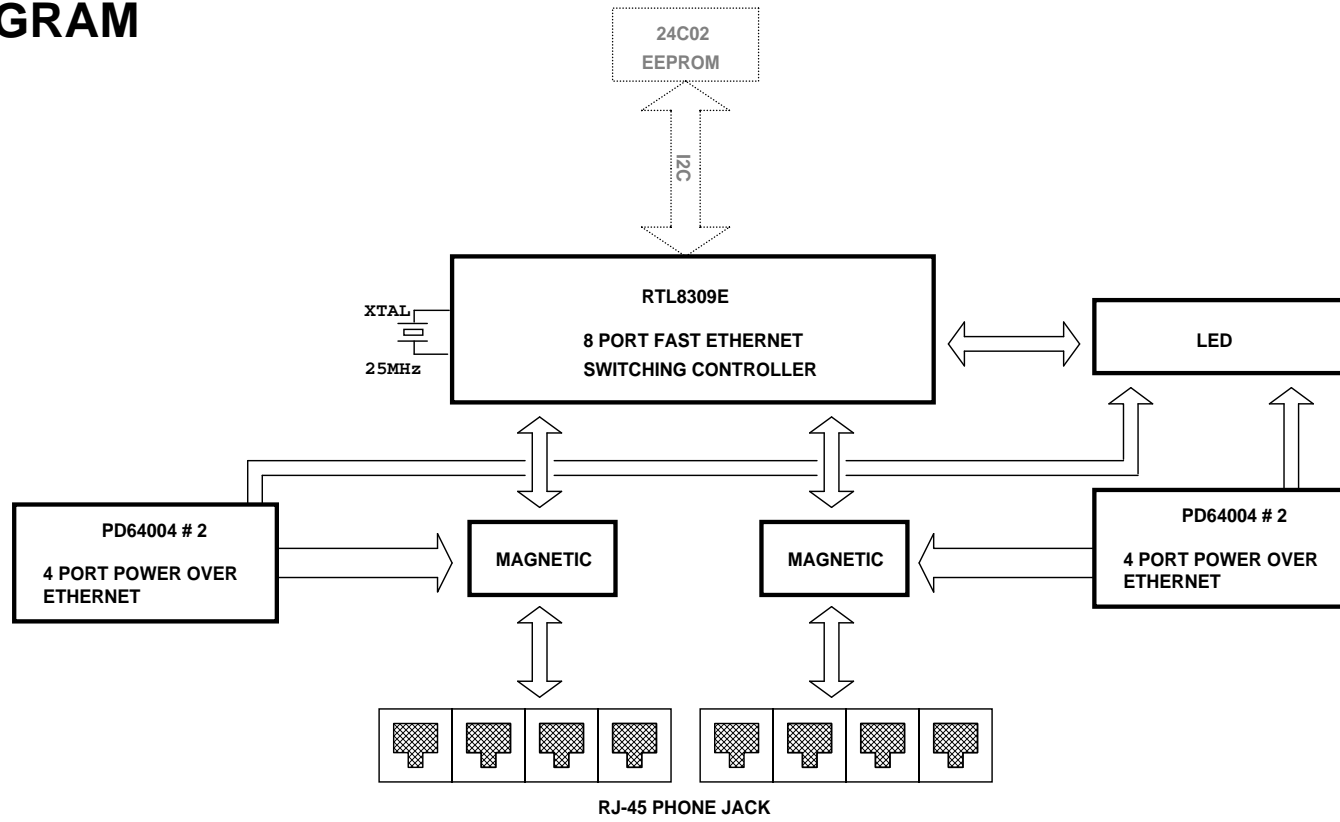 GRAM
24C02
EEPROM
I2C
RTL8309E
8 PORT FAST ETHERNET
SWITCHING CONTROLLER
XTAL
25MHz
LED
PD64004 # 2
4 PORT POWER OVER
ETHERNET
MAGNETIC
MAGNETIC
PD64004 # 2
4 PORT POWER OVER
ETHERNET
RJ-45 PHONE JACK